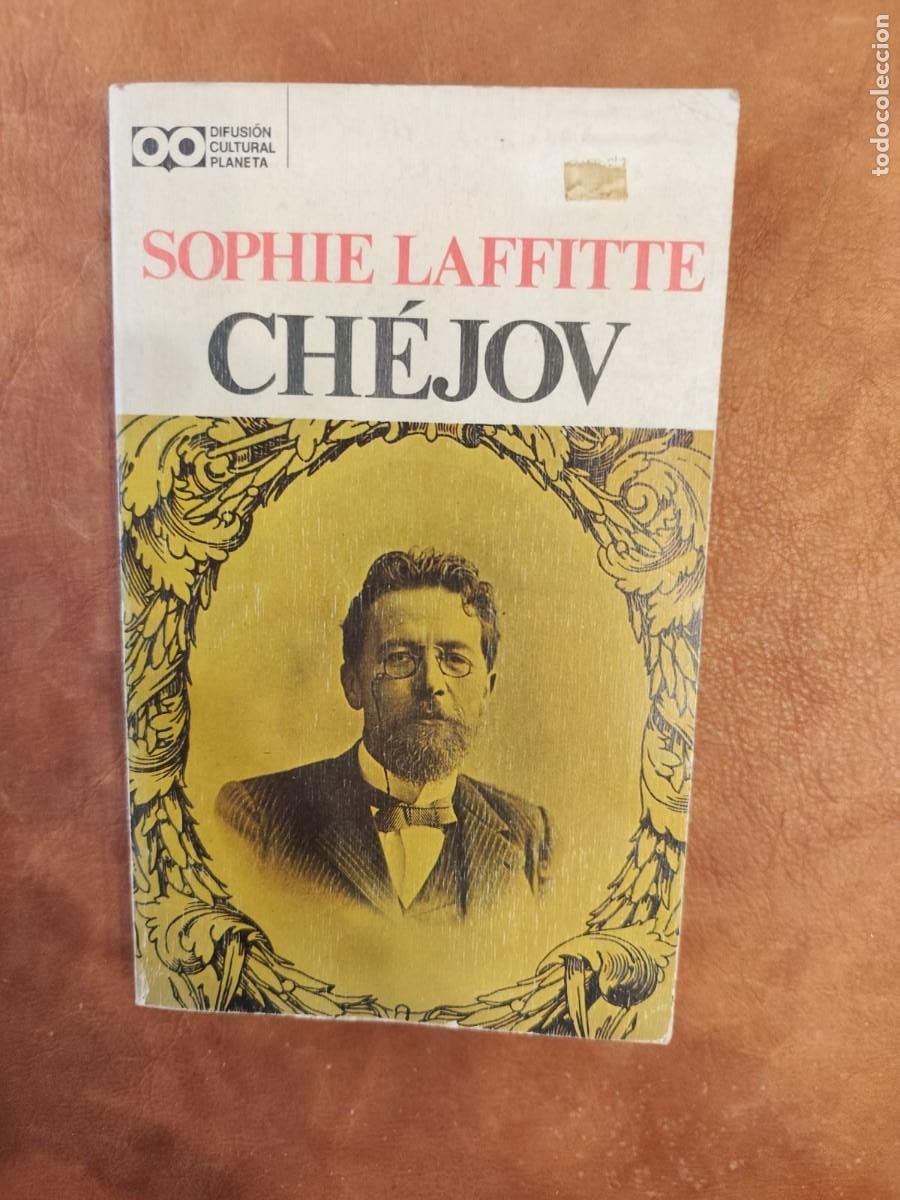 DIFUSIÓN
CULTURAL
PLANETA
SOPHIE LAFFITTE
CHÉJOV
todocoleccion